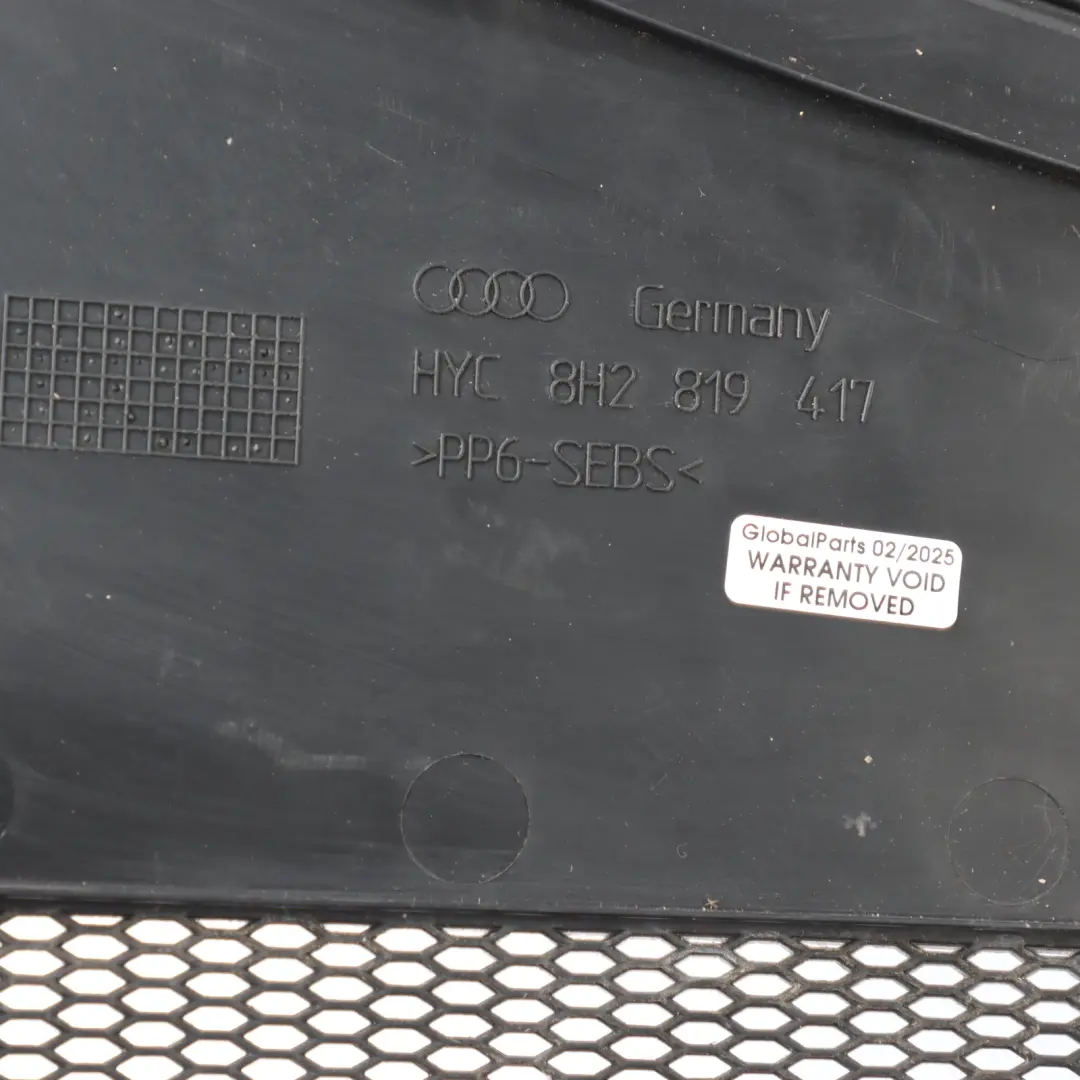 Germany
HYC 8H2 819 417
>PP6-SEBS<
GlobalParts 02/2025
WARRANTY VOID
IF REMOVED